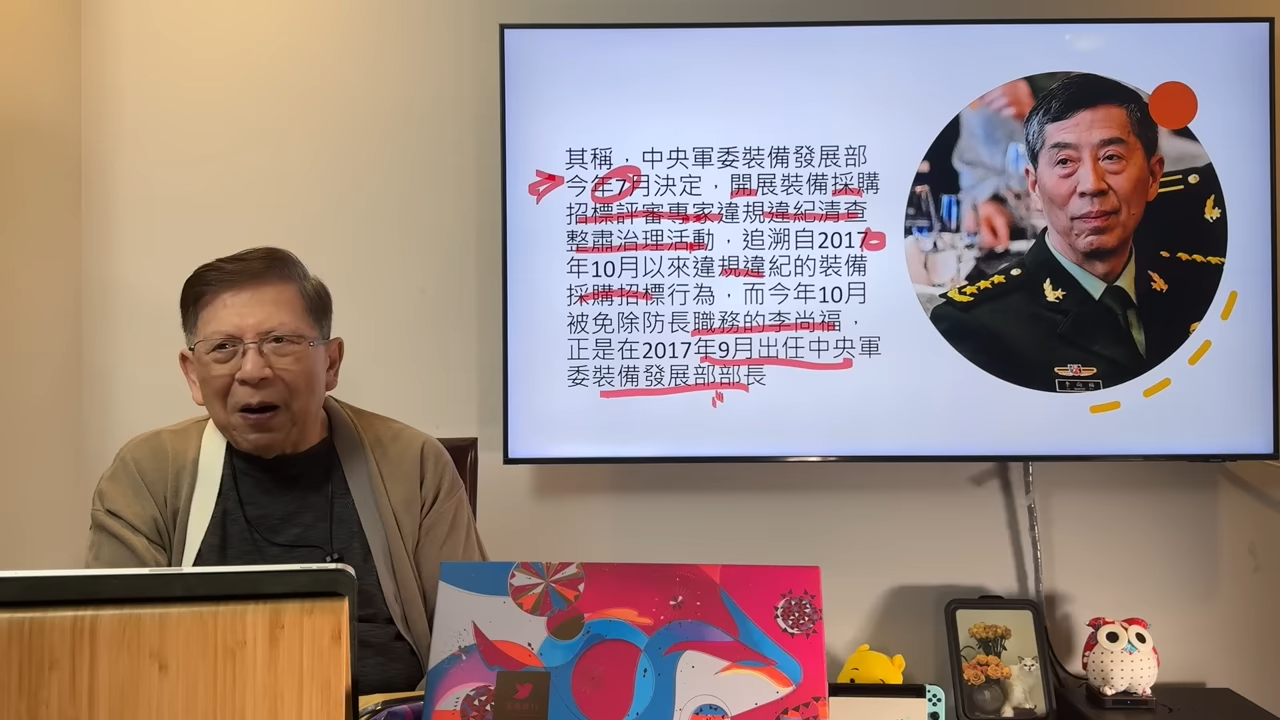 其稱，中央軍委裝備發展部
今年7月決定，開展裝備採購
招標評審專家違規違紀清查
整肅治理活動，追溯自2017
年10月以來違規違紀的裝備
採購招標行為，而今年10月
被免除防長職務的李尚福，
正是在2017年9月出任中央軍
委裝備發展部部長